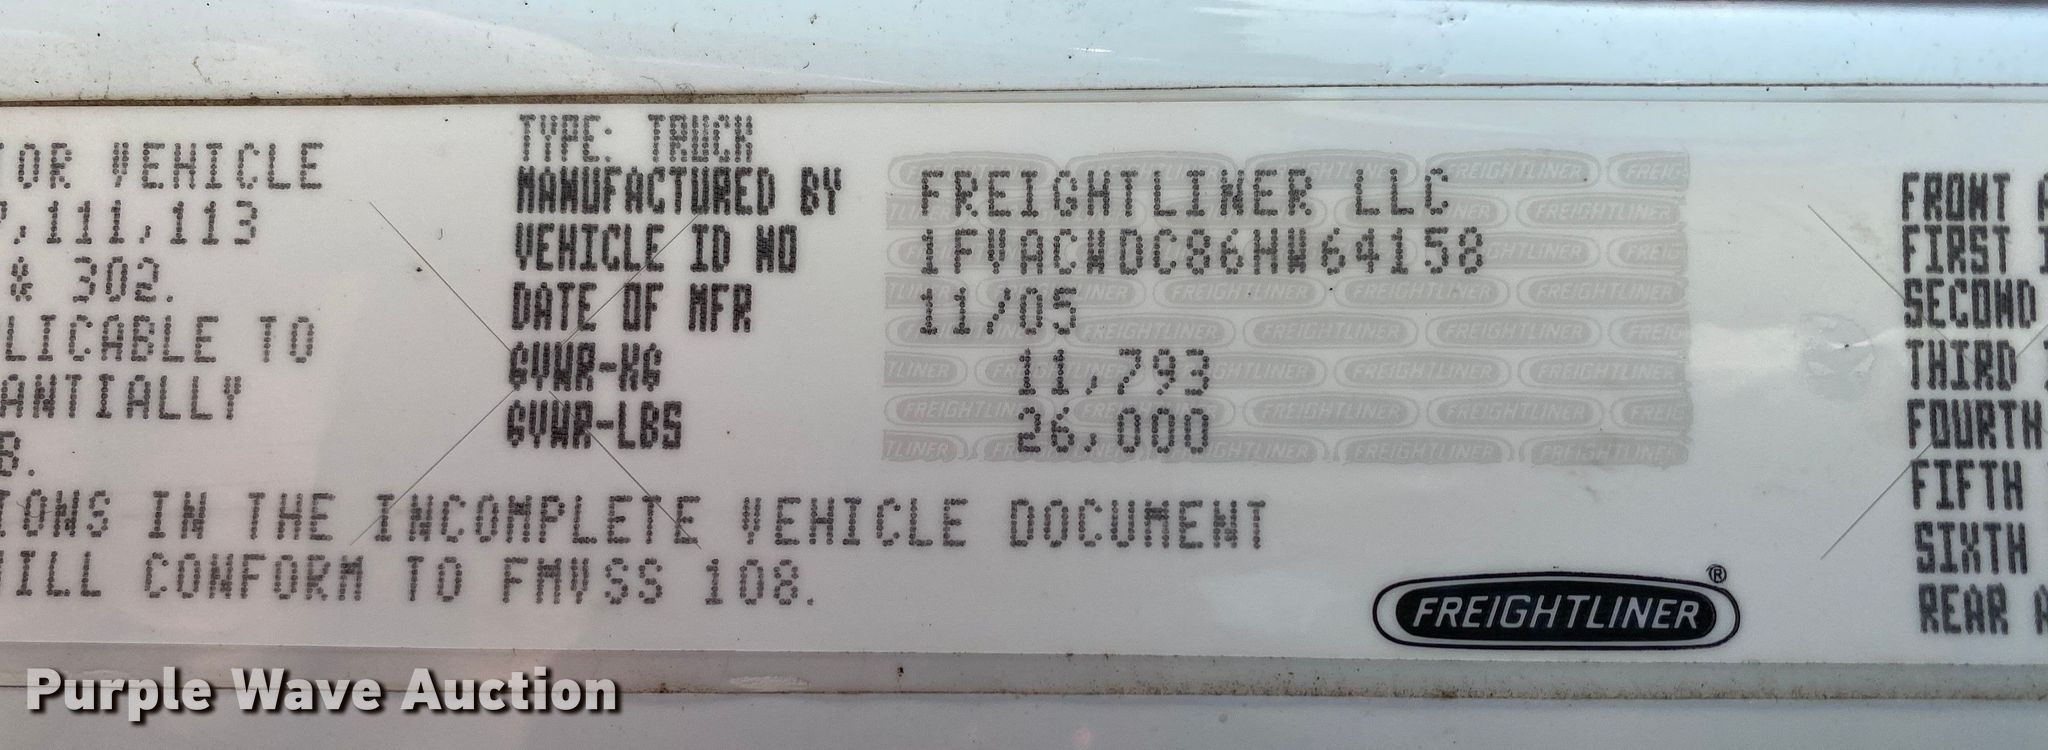 OR VEHICLE
,111,113
& 302.
LICABLE TO
ANTIALLY
B.
TYPE: TRUCK
MANUFACTURED BY FREIGHTLINER LLC
VEHICLE ID NO 1FVACWDC86HW64158
DATE OF MFR 11/05
GVWR-KG 11,793
GVWR-LBS 26,000
IONS IN THE INCOMPLETE VEHICLE DOCUMENT
WILL CONFORM TO FMVSS 108.
FREIGHTLINER®
FRONT A
FIRST I
SECOND
THIRD I
FOURTH
FIFTH
SIXTH
REAR A
Purple Wave Auction